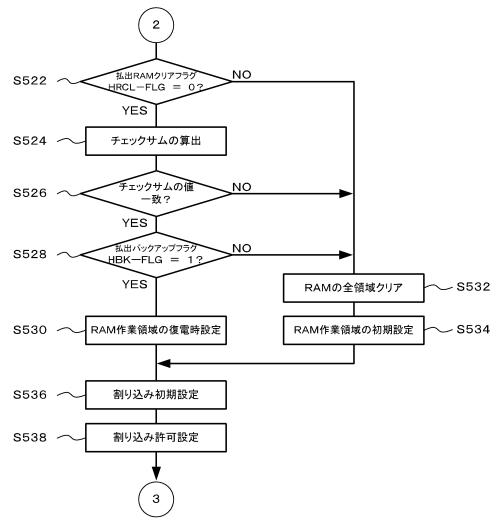 2
S522
払出RAMクリアフラグ
HRCL-FLG = 0?
NO
YES
S524
チェックサムの算出
S526
チェックサムの値
一致?
NO
YES
S528
払出バックアップフラグ
HBK-FLG = 1?
NO
YES
RAMの全領域クリア
S532
S530
RAM作業領域の復電時設定
RAM作業領域の初期設定
S534
S536
割り込み初期設定
S538
割り込み許可設定
3